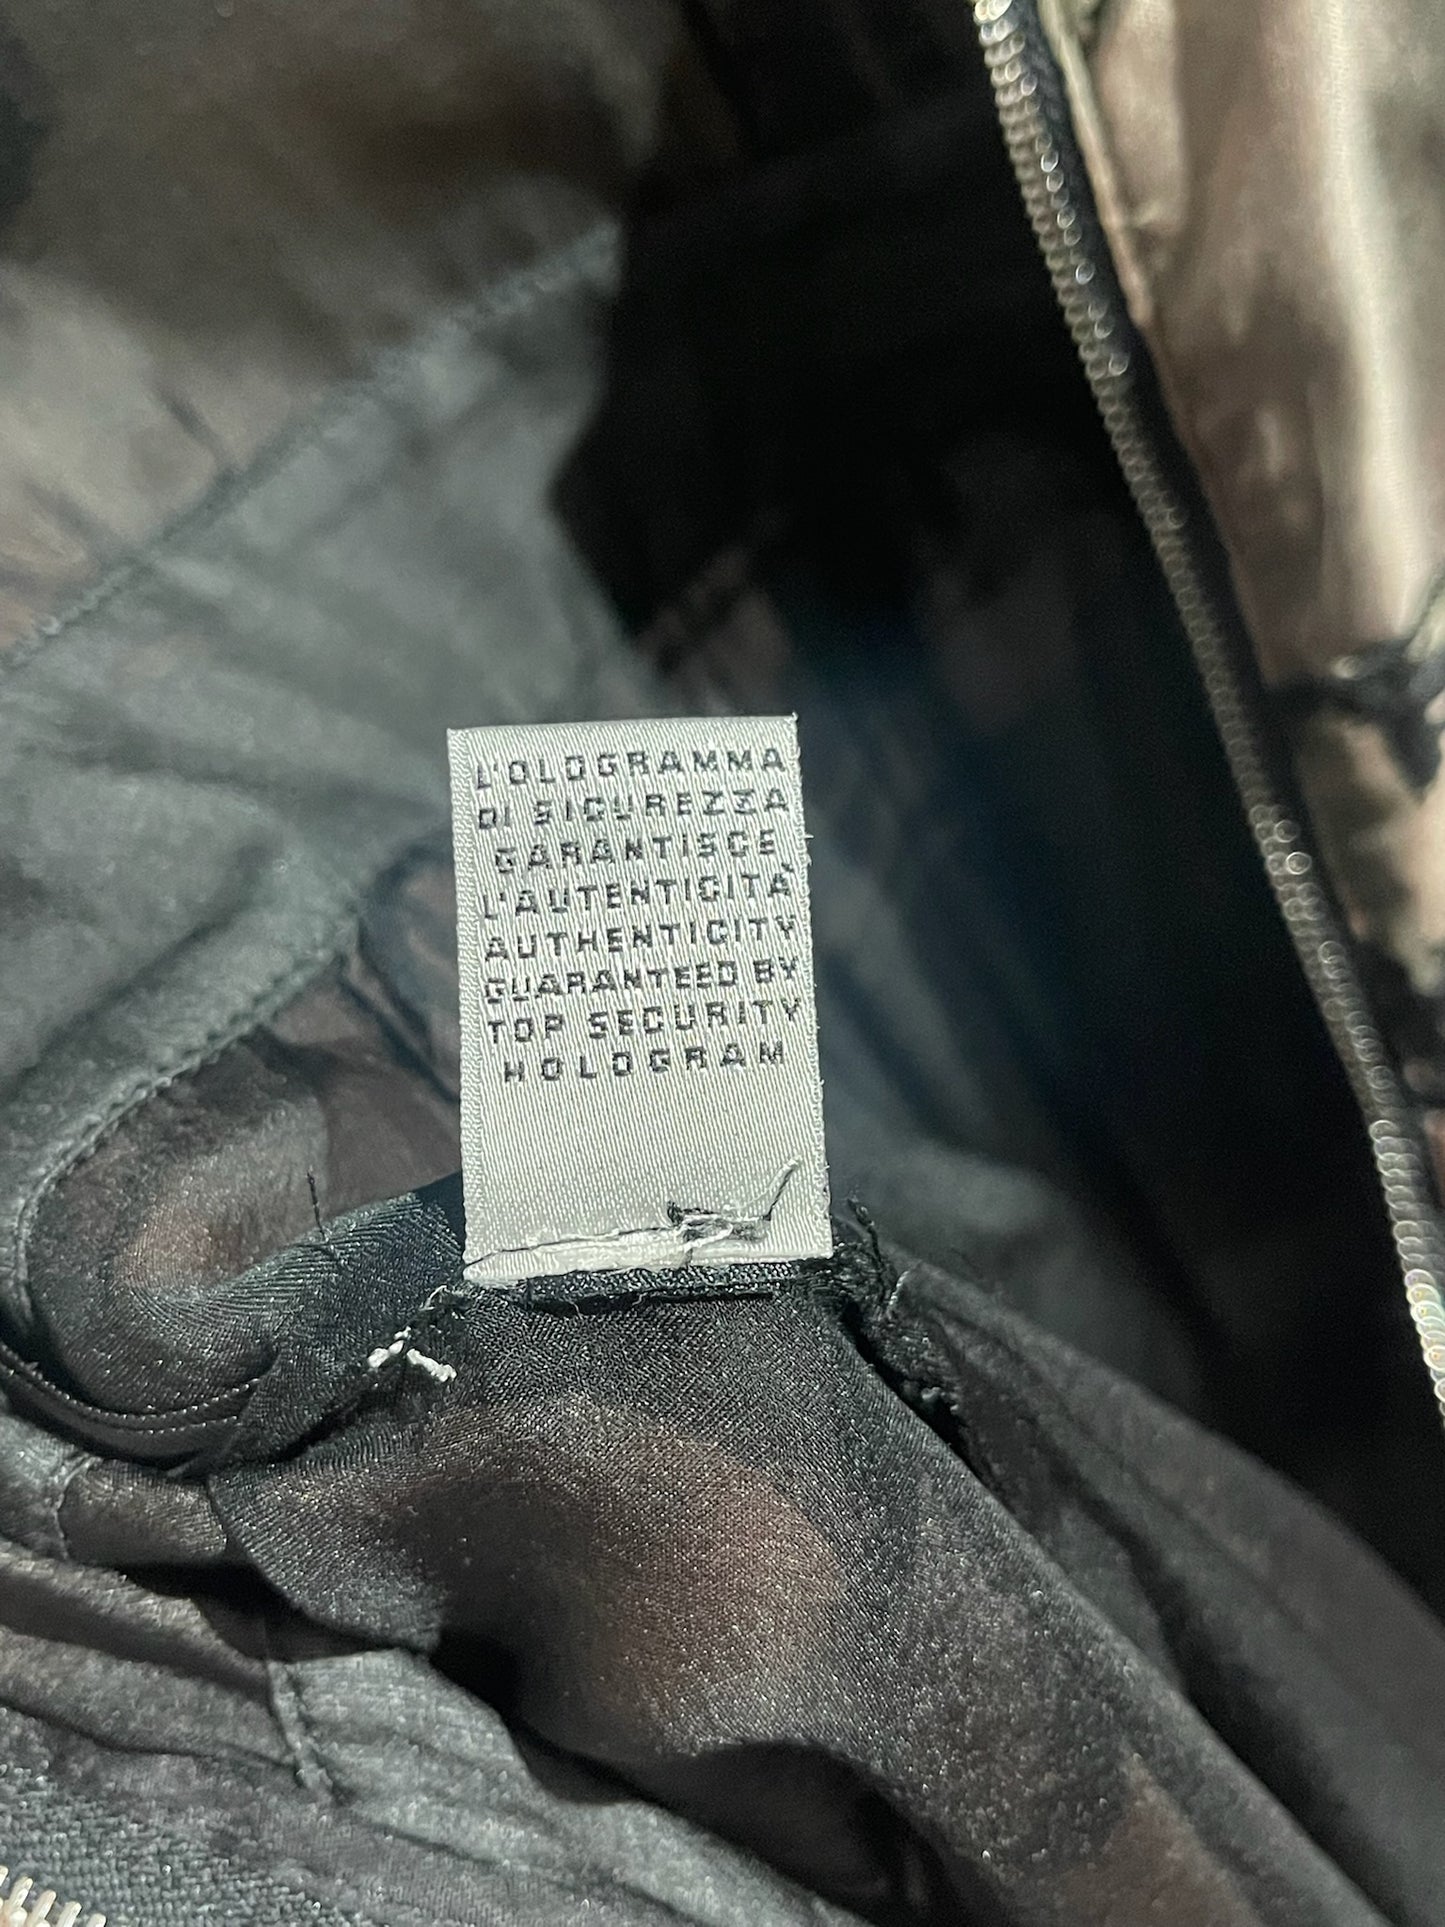 L'OLOGRAMMA
DI SICUREZZA
GARANTISCE
L'AUTENTICITÀ
AUTHENTICITY
GUARANTEED BY
TOP SECURITY
HOLOGRAM